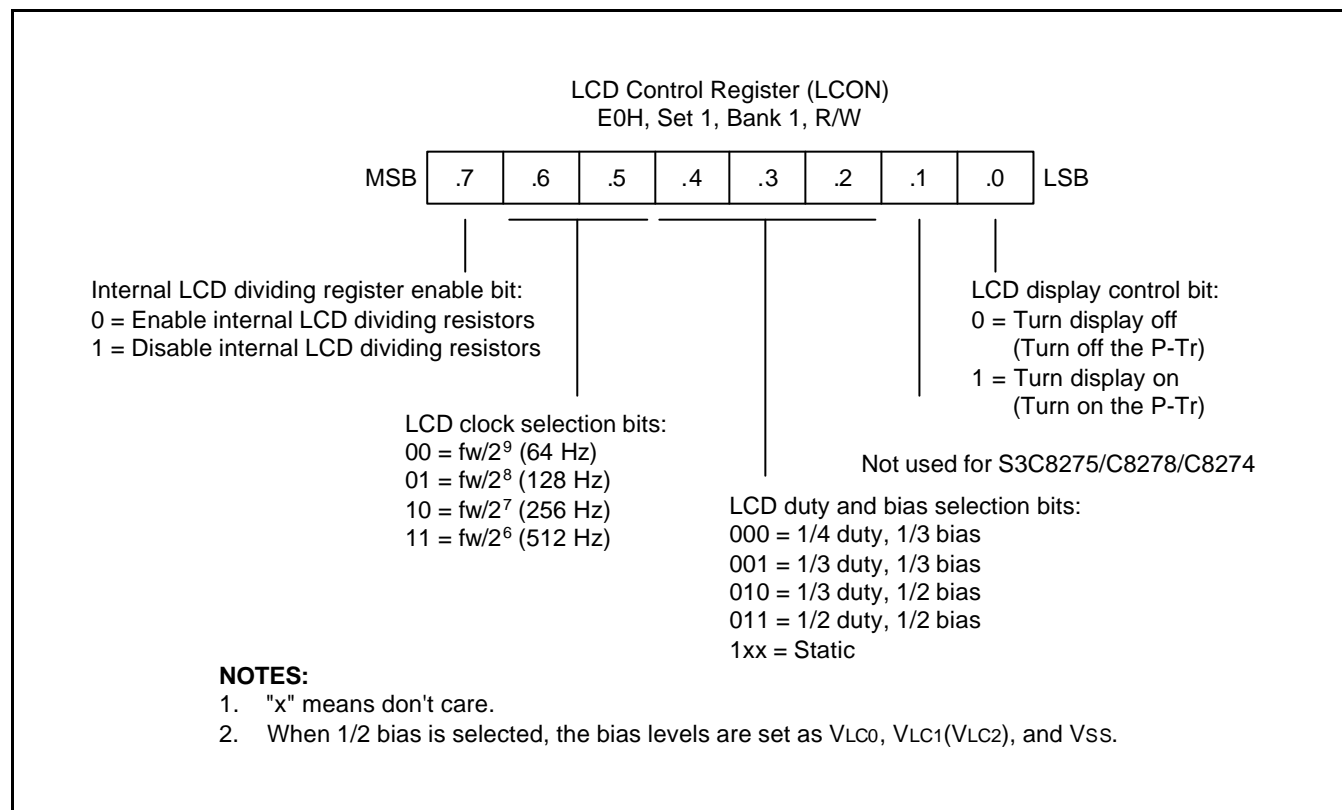 LCD Control Register (LCON)
E0H, Set 1, Bank 1, R/W
MSB .7 .6 .5 .4 .3 .2 .1 .0 LSB
Internal LCD dividing register enable bit:
0 = Enable internal LCD dividing resistors
1 = Disable internal LCD dividing resistors
LCD display control bit:
0 = Turn display off
(Turn off the P-Tr)
1 = Turn display on
(Turn on the P-Tr)
LCD clock selection bits:
00 = fw/2⁹ (64 Hz)
01 = fw/2⁸ (128 Hz)
10 = fw/2⁷ (256 Hz)
11 = fw/2⁶ (512 Hz)
Not used for S3C8275/C8278/C8274
LCD duty and bias selection bits:
000 = 1/4 duty, 1/3 bias
001 = 1/3 duty, 1/3 bias
010 = 1/3 duty, 1/2 bias
011 = 1/2 duty, 1/2 bias
1xx = Static
NOTES:
1. "x" means don't care.
2. When 1/2 bias is selected, the bias levels are set as VLC0, VLC1(VLC2), and VSS.